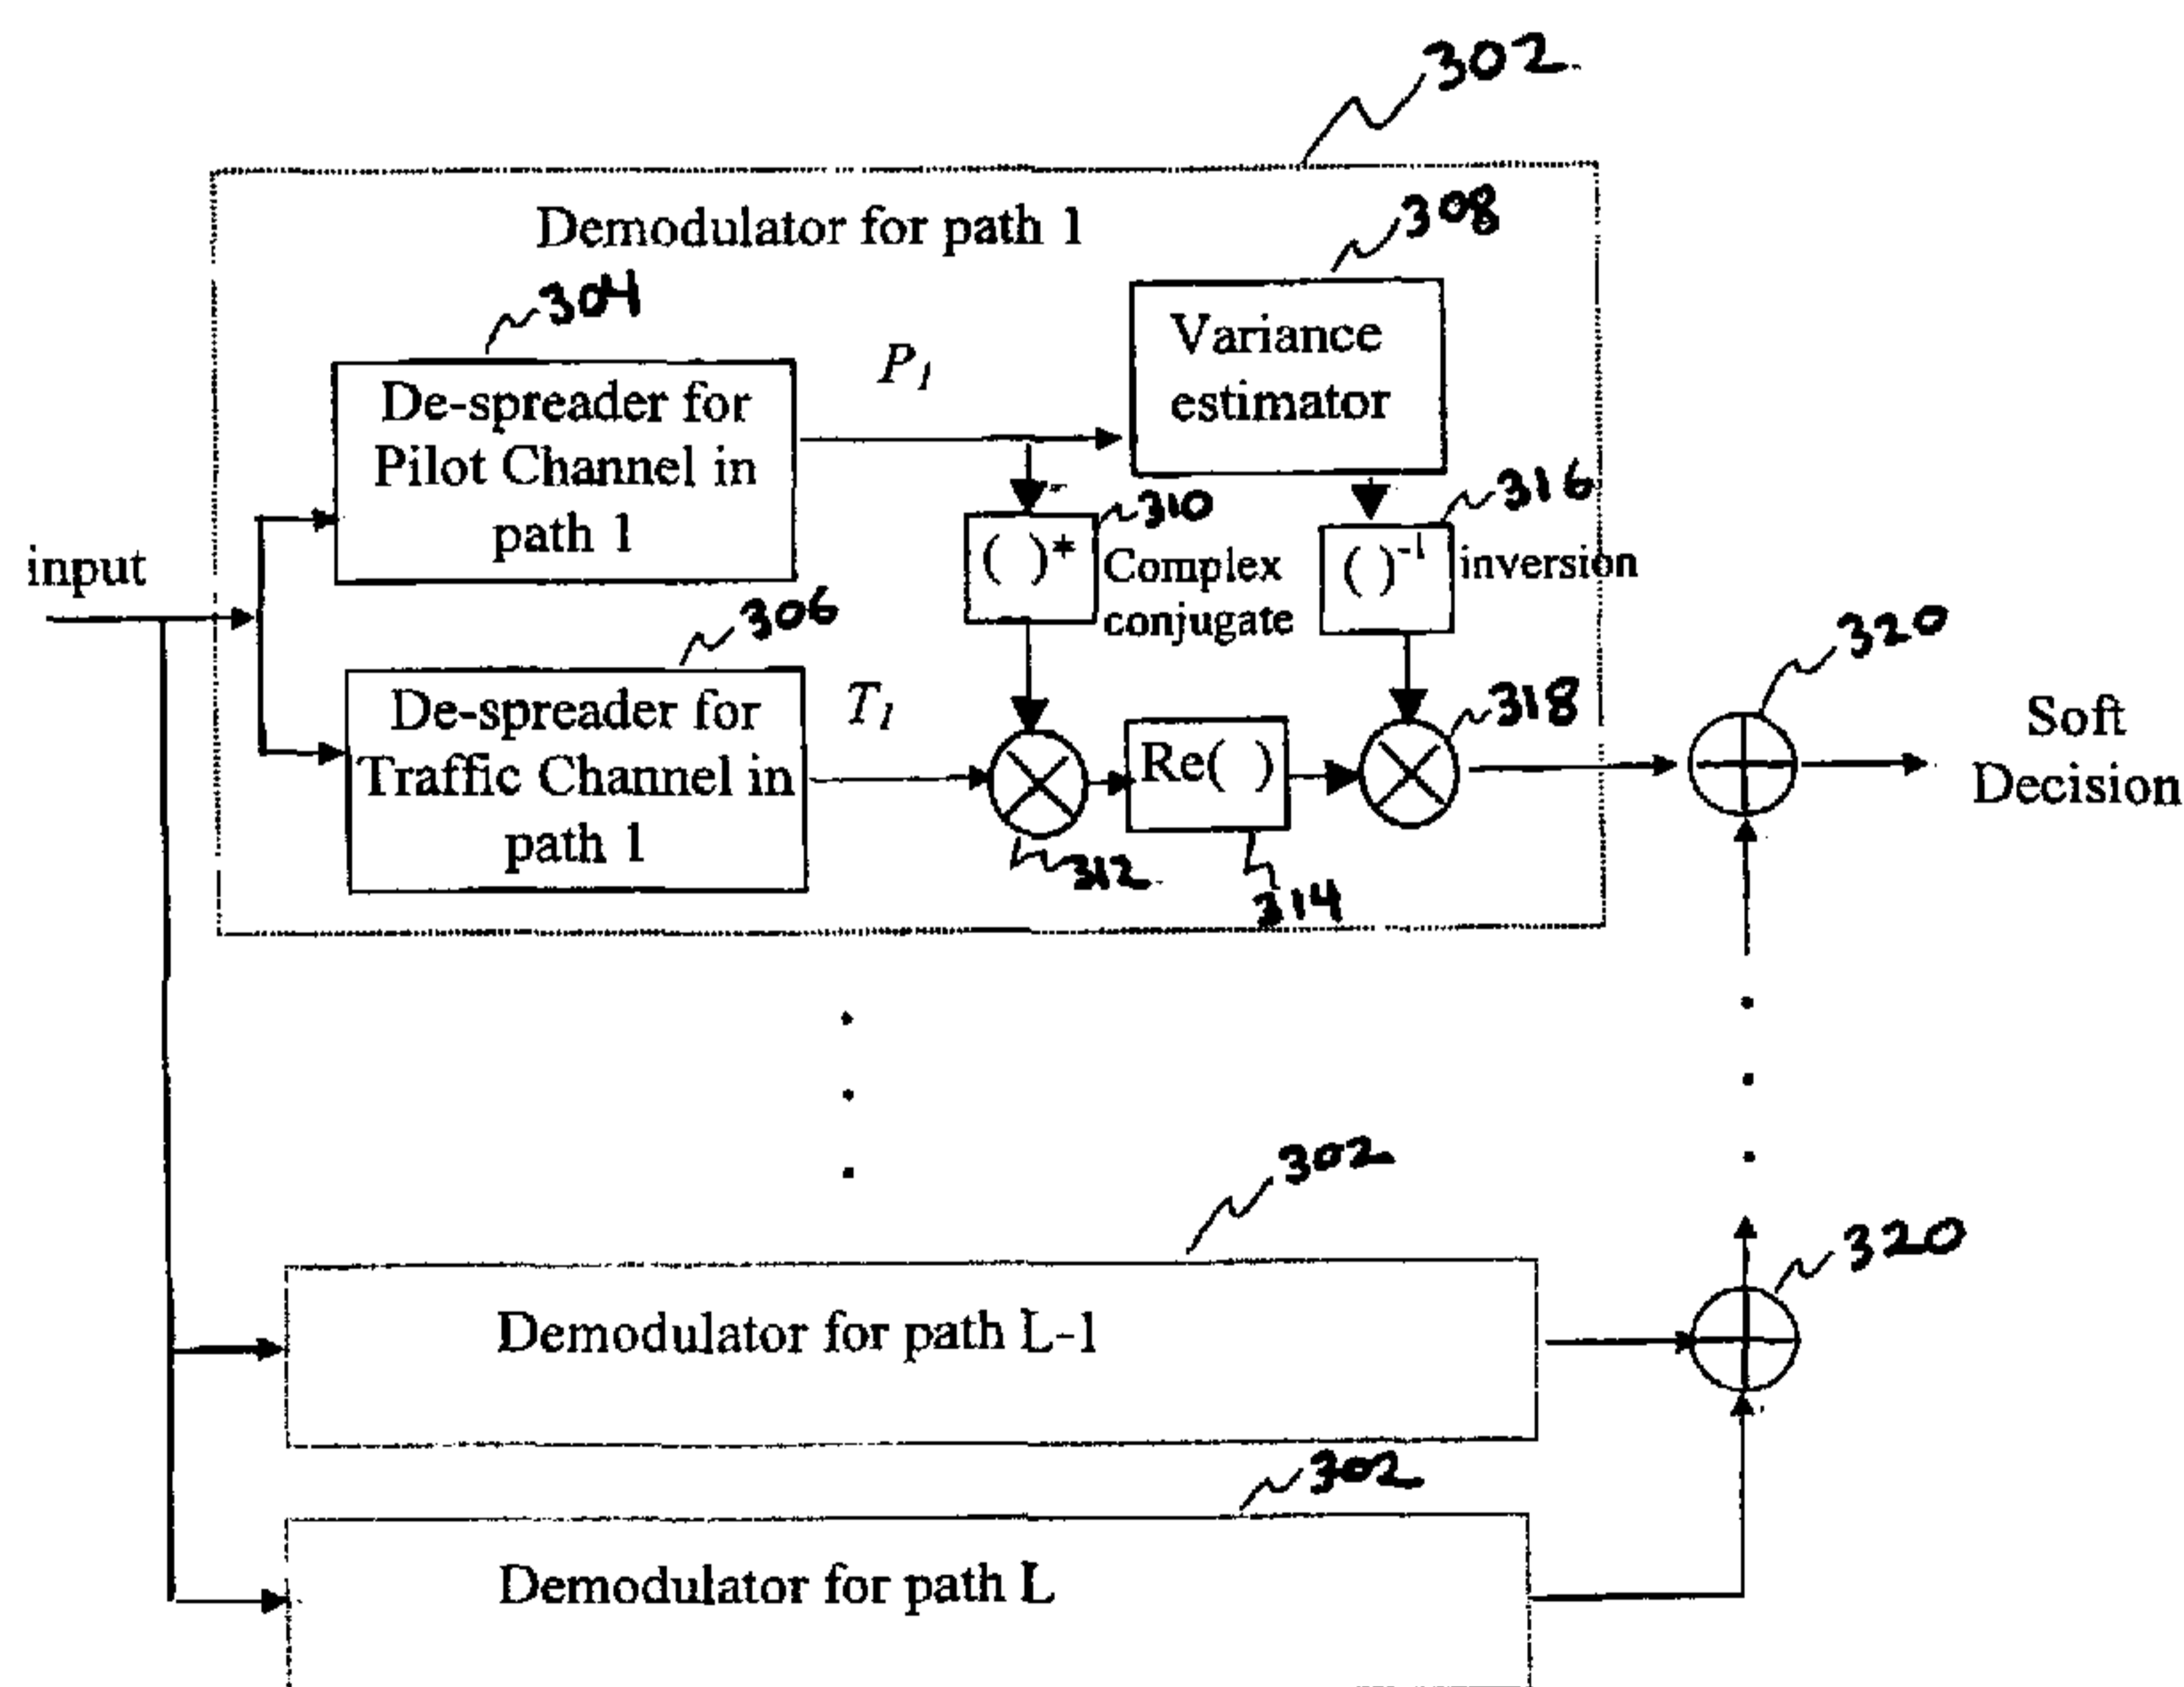 302
Demodulator for path 1
308
304
Variance
estimator
P1
De-spreader for
Pilot Channel in
path 1
310
316
( )*
Complex
conjugate
( )-1
inversion
input
306
320
De-spreader for
Traffic Channel in
path 1
T1
318
Re( )
Soft
Decision
312
314
302
320
Demodulator for path L-1
302
Demodulator for path L